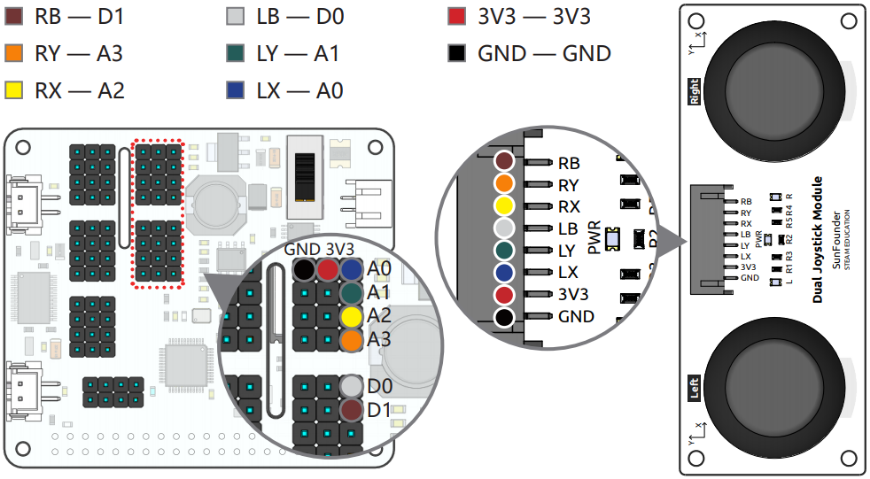 RB — D1
LB — D0
3V3 — 3V3
RY — A3
LY — A1
GND — GND
RX — A2
LX — A0
GND 3V3
A0
A1
A2
A3
D0
D1
RB
RY
RX
LB
LY
LX
3V3
GND
PWR
R2
Right
X
Y
RB
RY
RX
LB
LY
LX
3V3
GND
PWR
R
R5 R4
R2
R1 R3
L
Dual Joystick Module
SunFounder
STEAM EDUCATION
Left
X
Y